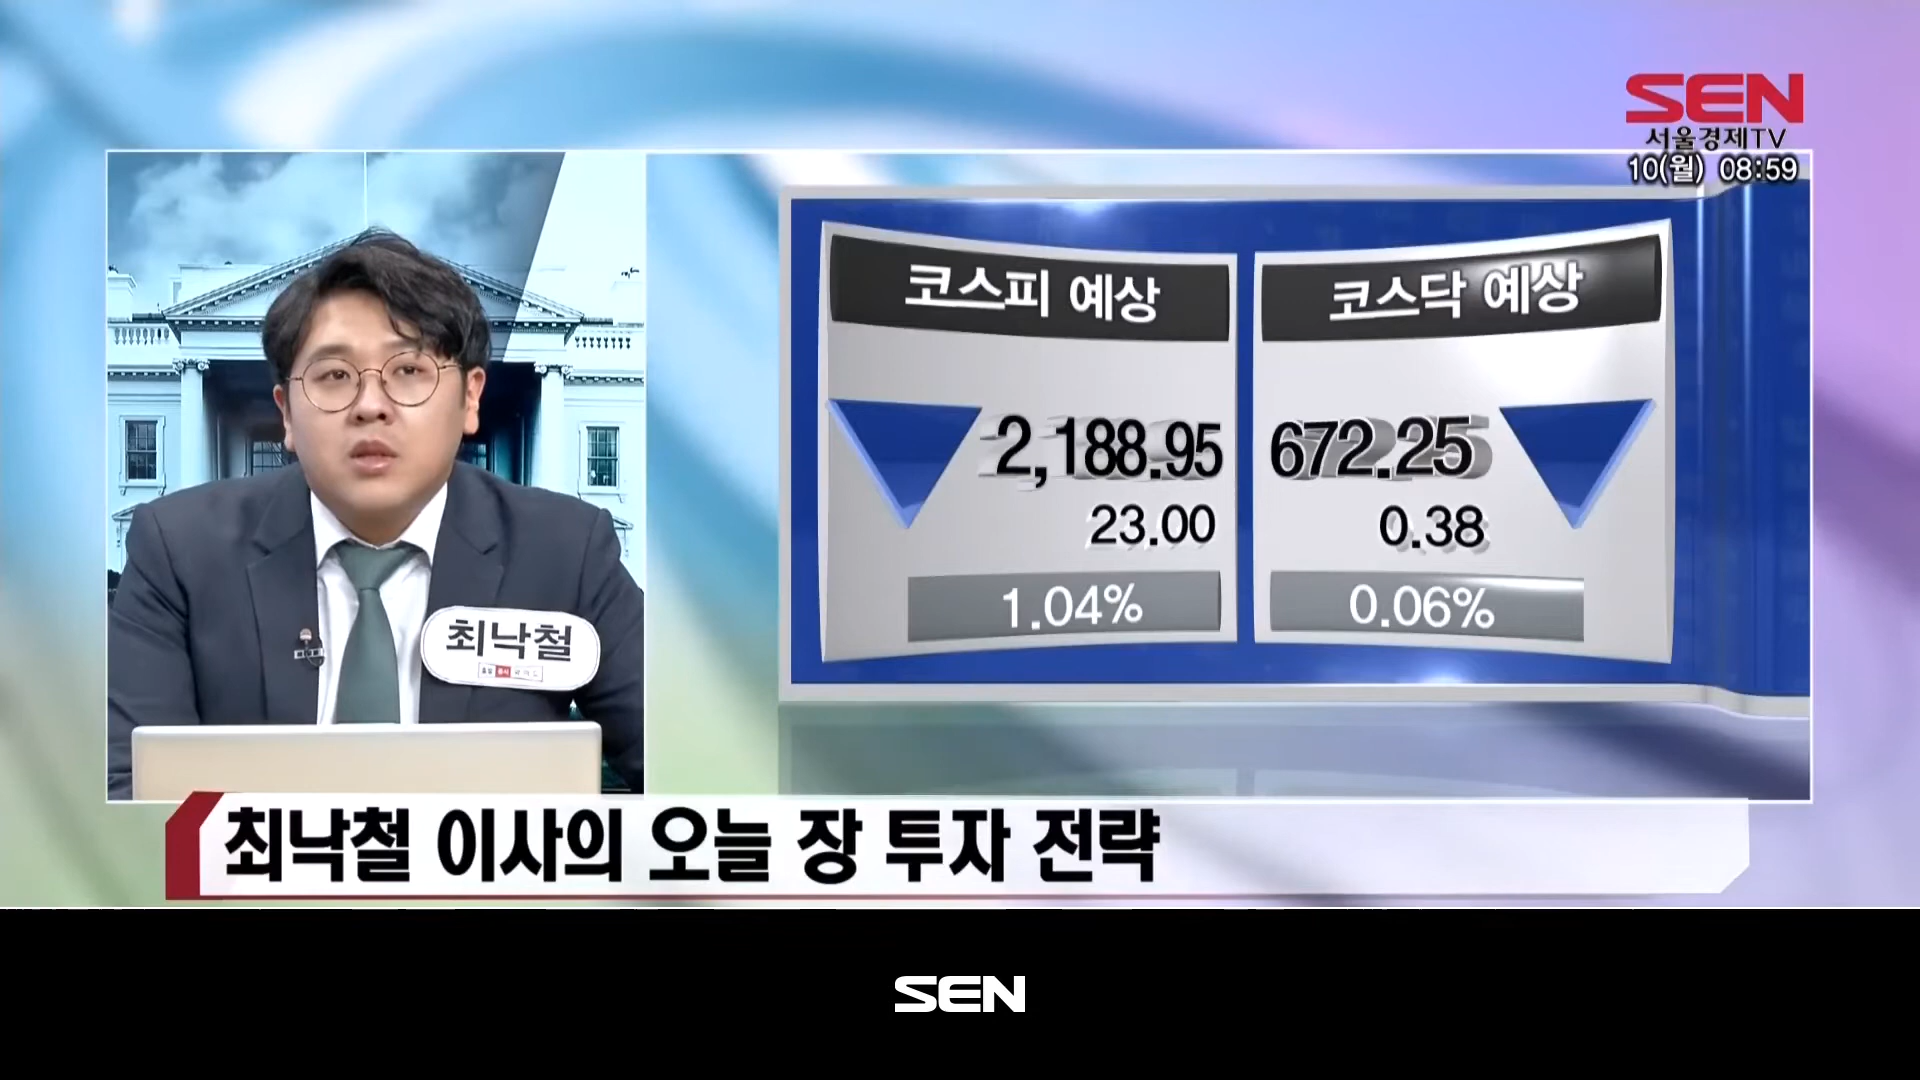 SEN
서울경제TV
10(월) 08:59
코스피 예상
2,188.95
23.00
1.04%
코스닥 예상
672.25
0.38
0.06%
최낙철
최낙철 이사의 오늘 장 투자 전략
SEN